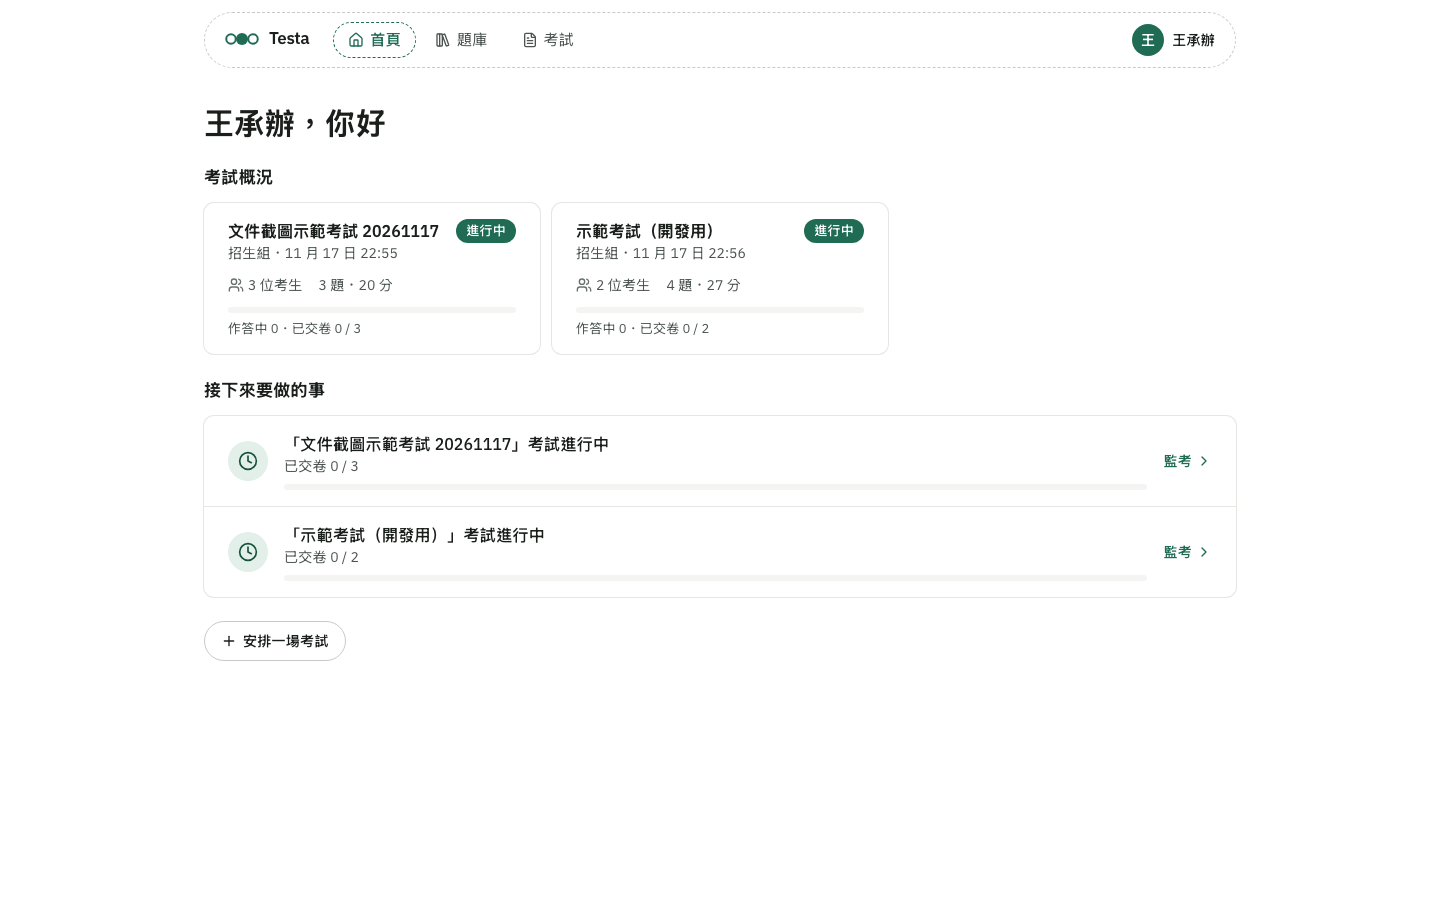 Testa 首頁 題庫 考試 王 王承辦
王承辦，你好
考試概況
文件截圖示範考試 20261117 進行中
招生組・11 月 17 日 22:55
3 位考生 3 題・20 分
作答中 0・已交卷 0 / 3
示範考試（開發用） 進行中
招生組・11 月 17 日 22:56
2 位考生 4 題・27 分
作答中 0・已交卷 0 / 2
接下來要做的事
「文件截圖示範考試 20261117」考試進行中
已交卷 0 / 3
監考
「示範考試（開發用）」考試進行中
已交卷 0 / 2
監考
安排一場考試